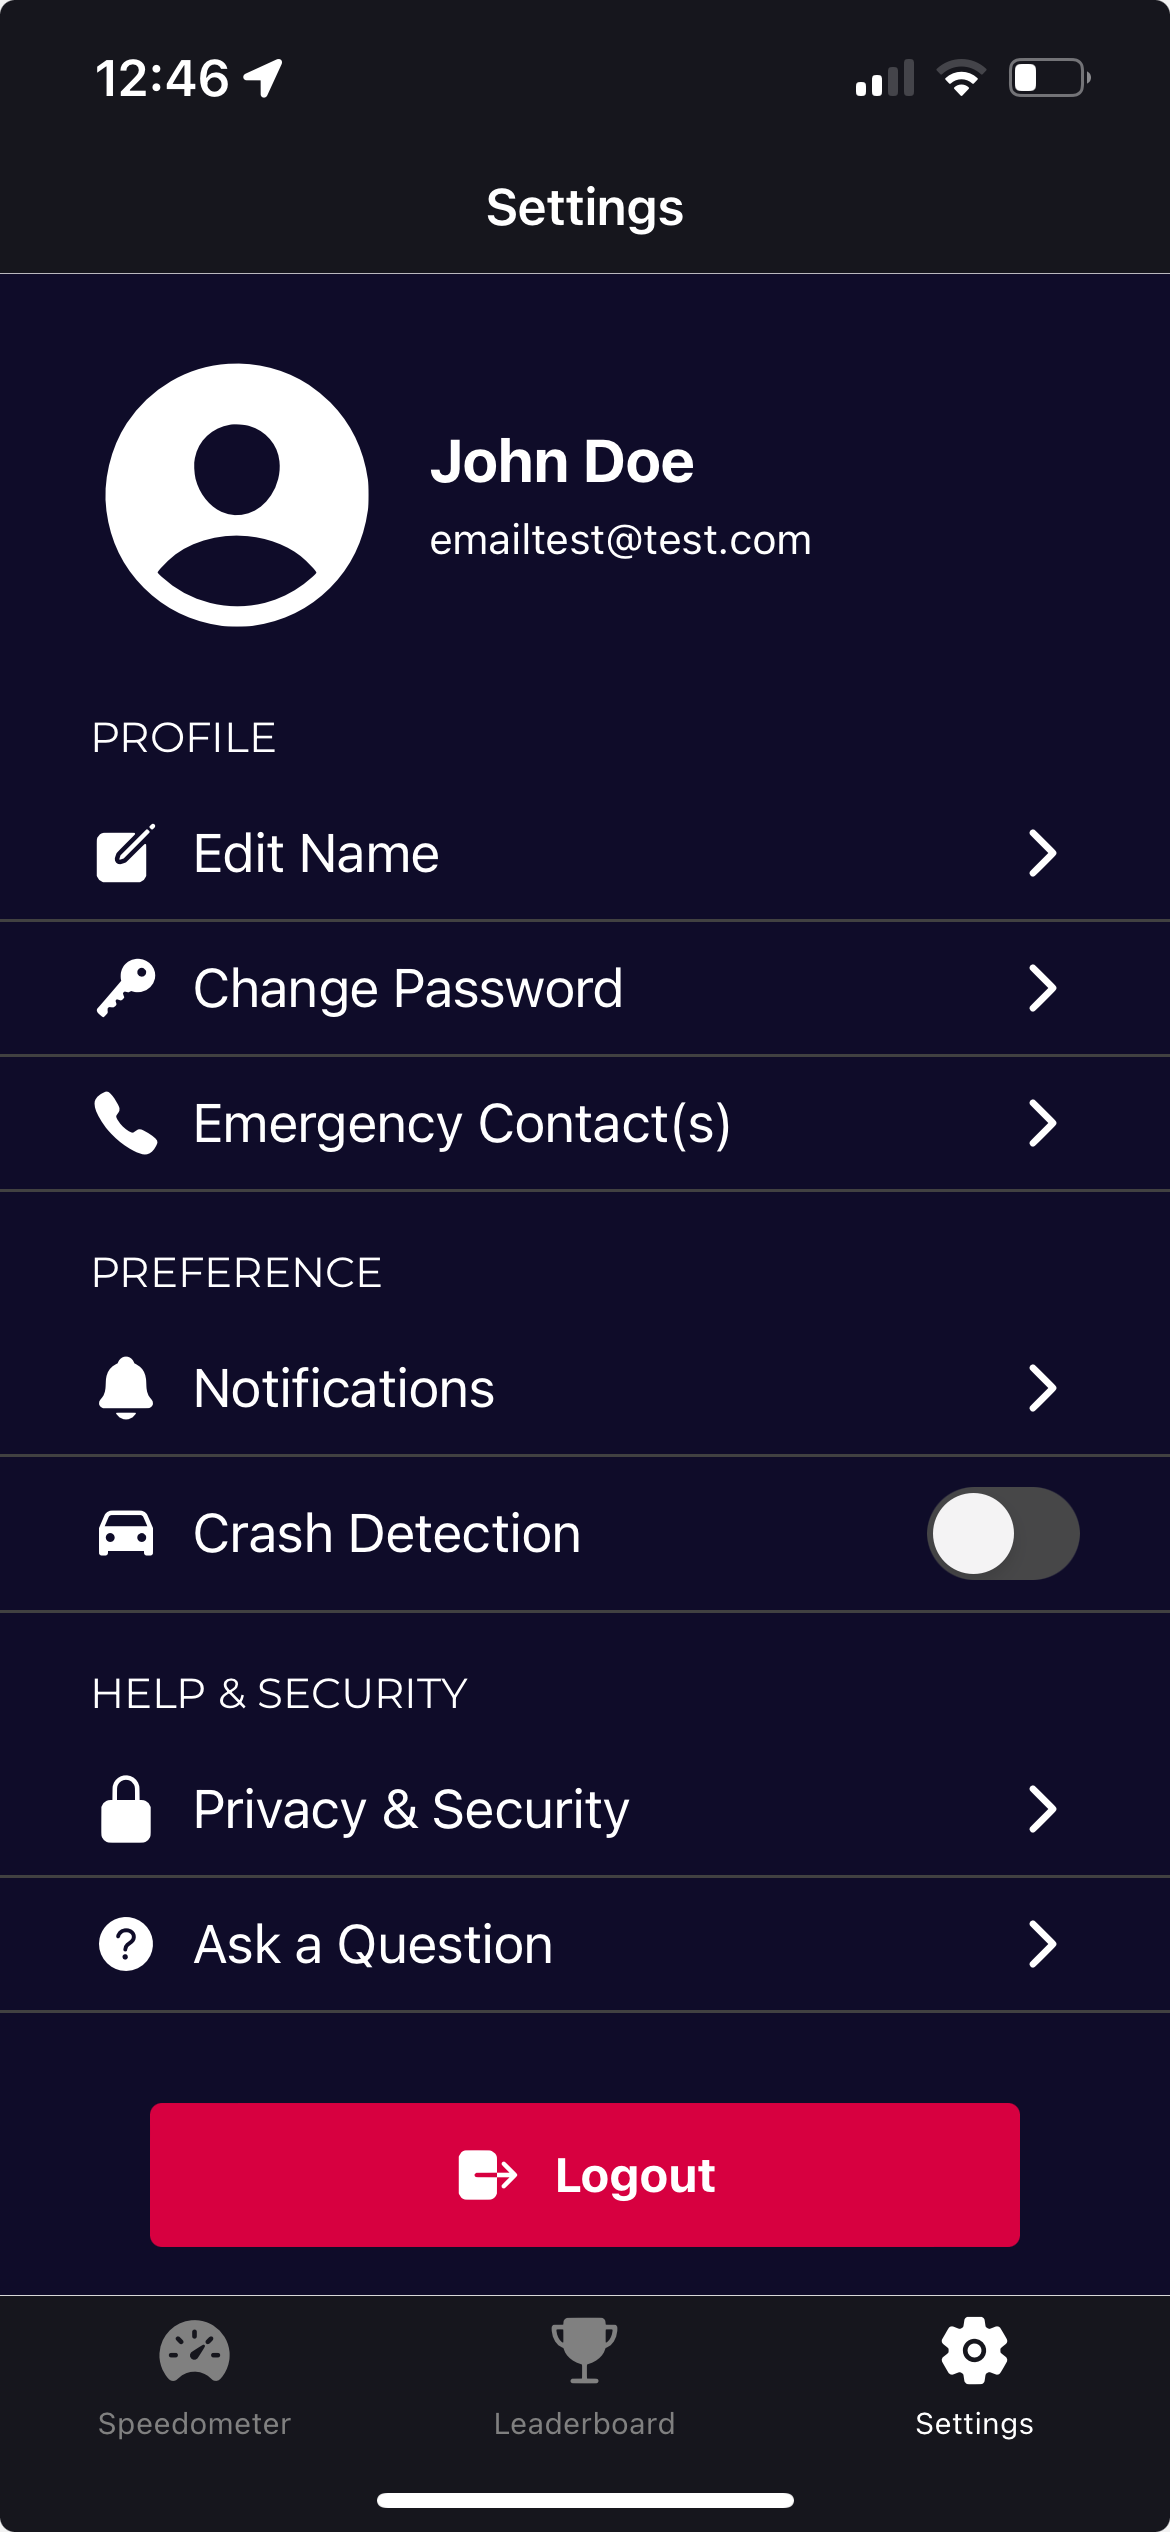 12:46
Settings
John Doe
emailtest@test.com
PROFILE
Edit Name
Change Password
Emergency Contact(s)
PREFERENCE
Notifications
Crash Detection
HELP & SECURITY
Privacy & Security
Ask a Question
Logout
Speedometer
Leaderboard
Settings